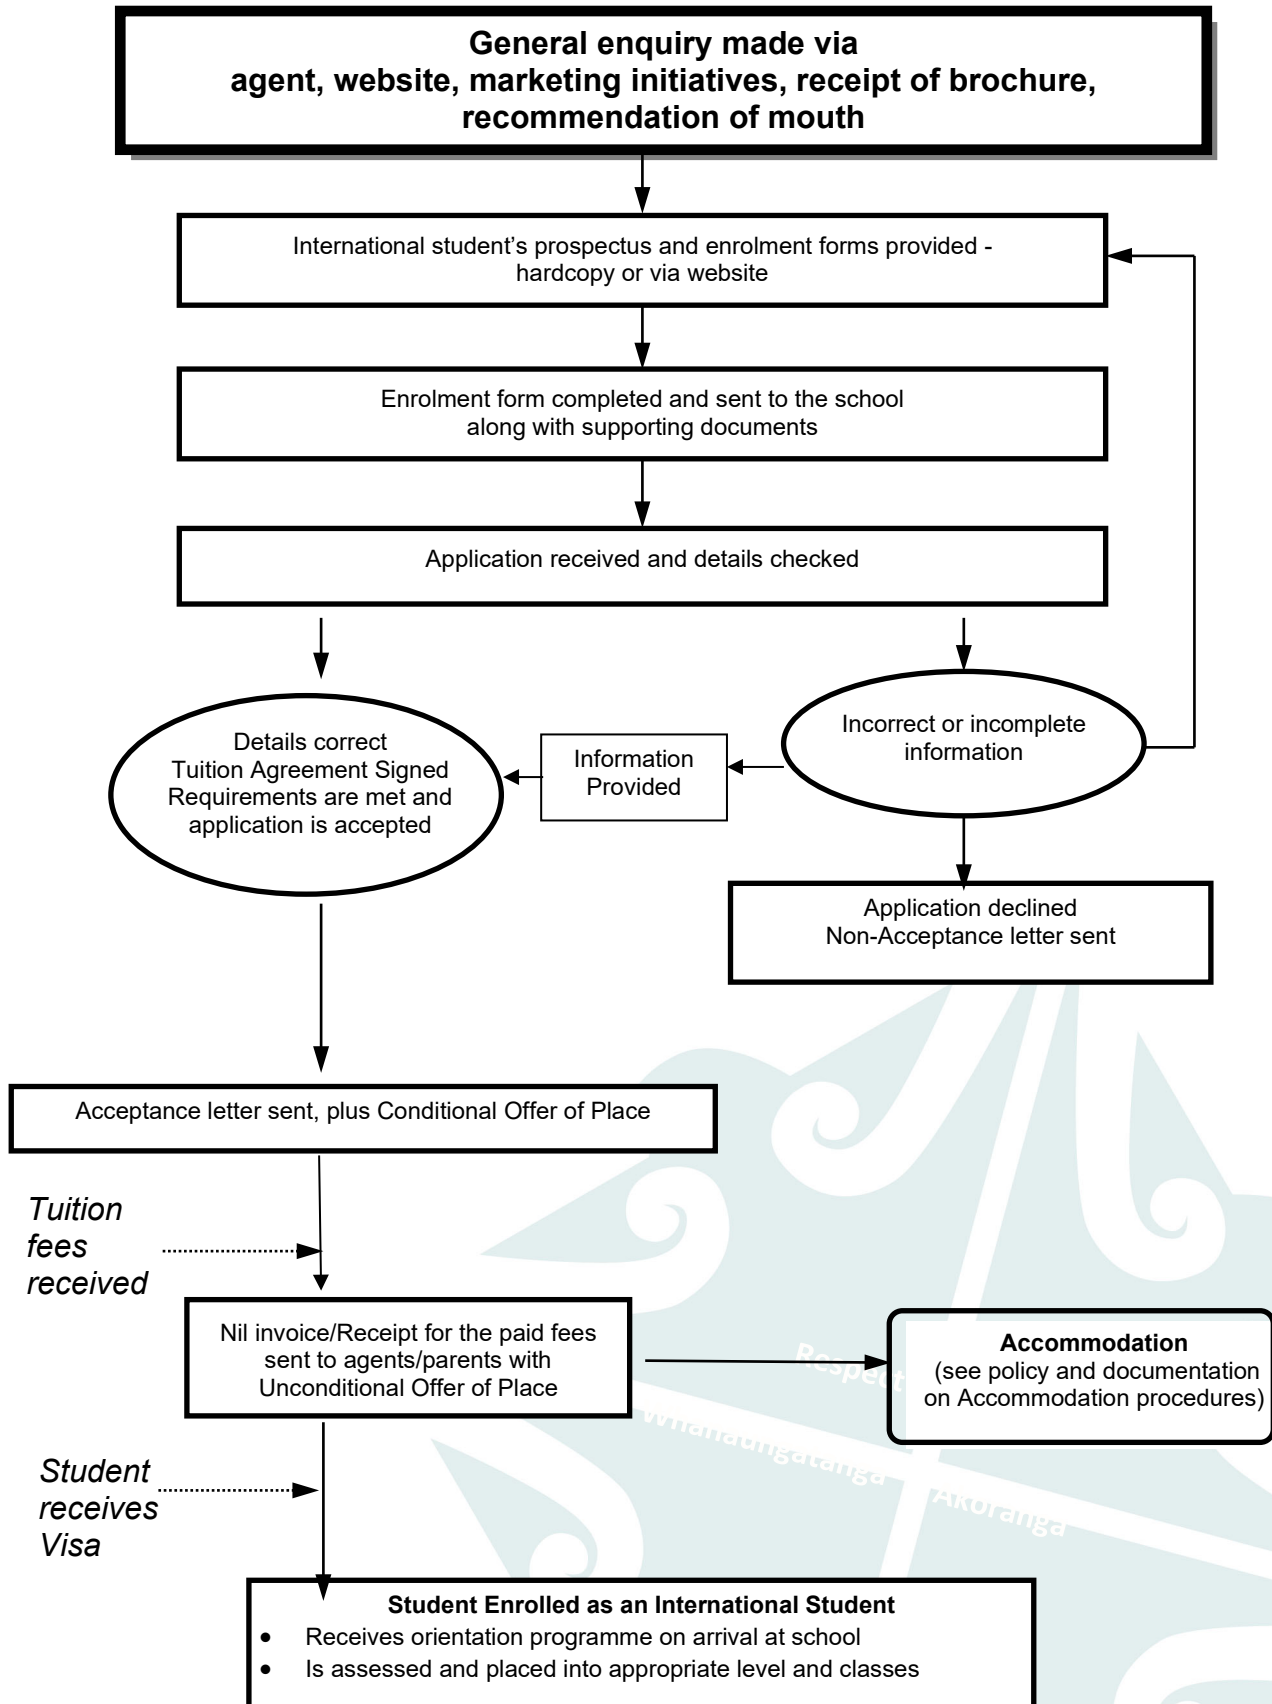 General enquiry made via
agent, website, marketing initiatives, receipt of brochure,
recommendation of mouth
International student’s prospectus and enrolment forms provided -
hardcopy or via website
Enrolment form completed and sent to the school
along with supporting documents
Application received and details checked
Details correct
Tuition Agreement Signed
Requirements are met and
application is accepted
Information
Provided
Incorrect or incomplete
information
Application declined
Non-Acceptance letter sent
Acceptance letter sent, plus Conditional Offer of Place
Tuition
fees
received
Nil invoice/Receipt for the paid fees
sent to agents/parents with
Unconditional Offer of Place
Accommodation
(see policy and documentation
on Accommodation procedures)
Respect
Whanaungatanga
Akoranga
Student
receives
Visa
Student Enrolled as an International Student
• Receives orientation programme on arrival at school
• Is assessed and placed into appropriate level and classes